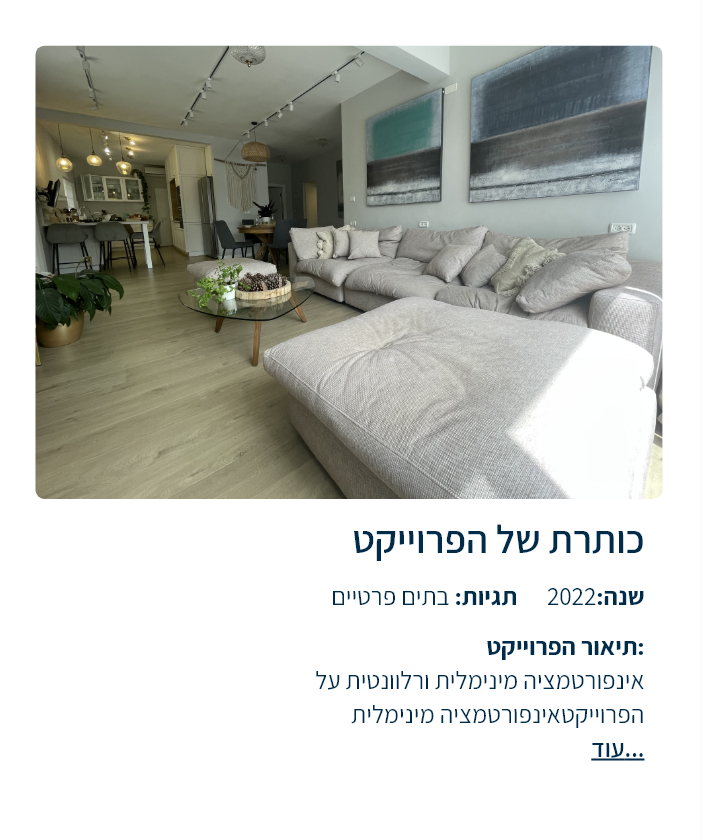 כותרת של הפרוייקט
שנה:2022 תגיות: בתים פרטיים
תיאור הפרוייקט:
אינפורטמציה מינימלית ורלוונטית על
הפרוייקטאינפורטמציה מינימלית
...עוד